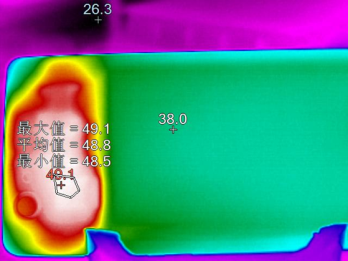 26.3
38.0
最大值 = 49.1
平均值 = 48.8
最小值 = 48.5
49.1